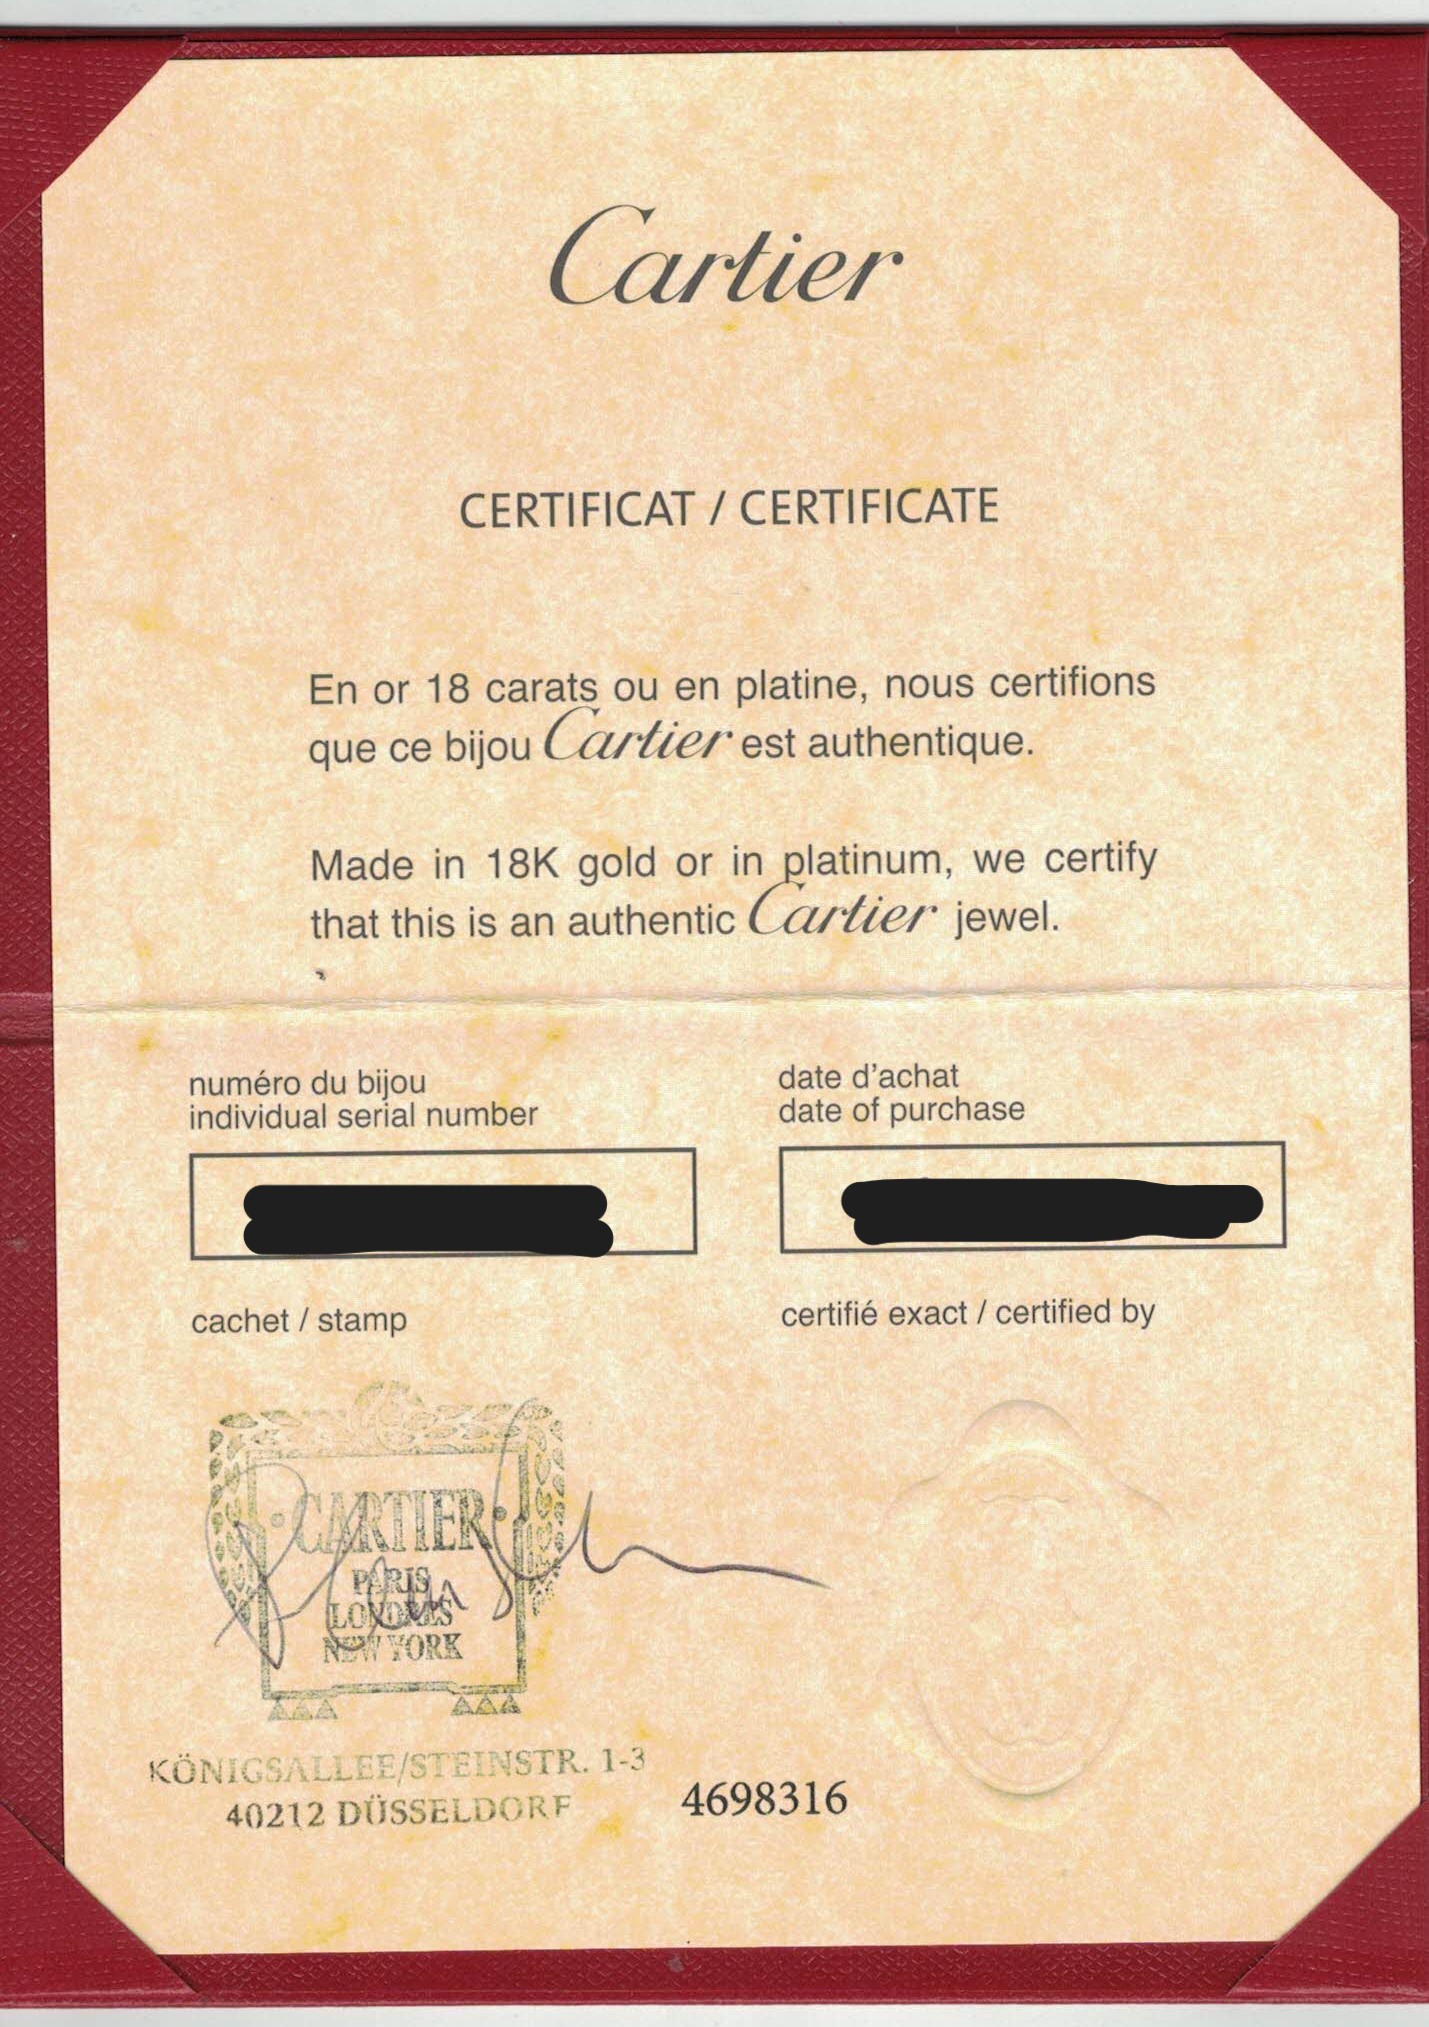 Cartier
CERTIFICAT / CERTIFICATE
En or 18 carats ou en platine, nous certifions
que ce bijou Cartier est authentique.
Made in 18K gold or in platinum, we certify
that this is an authentic Cartier jewel.
numéro du bijou
individual serial number
date d'achat
date of purchase
cachet / stamp
certifié exact / certified by
CARTIER
PARIS
LONDRES
NEW YORK
KÖNIGSALLEE/STEINSTR. 1-3
40212 DÜSSELDORF
4698316